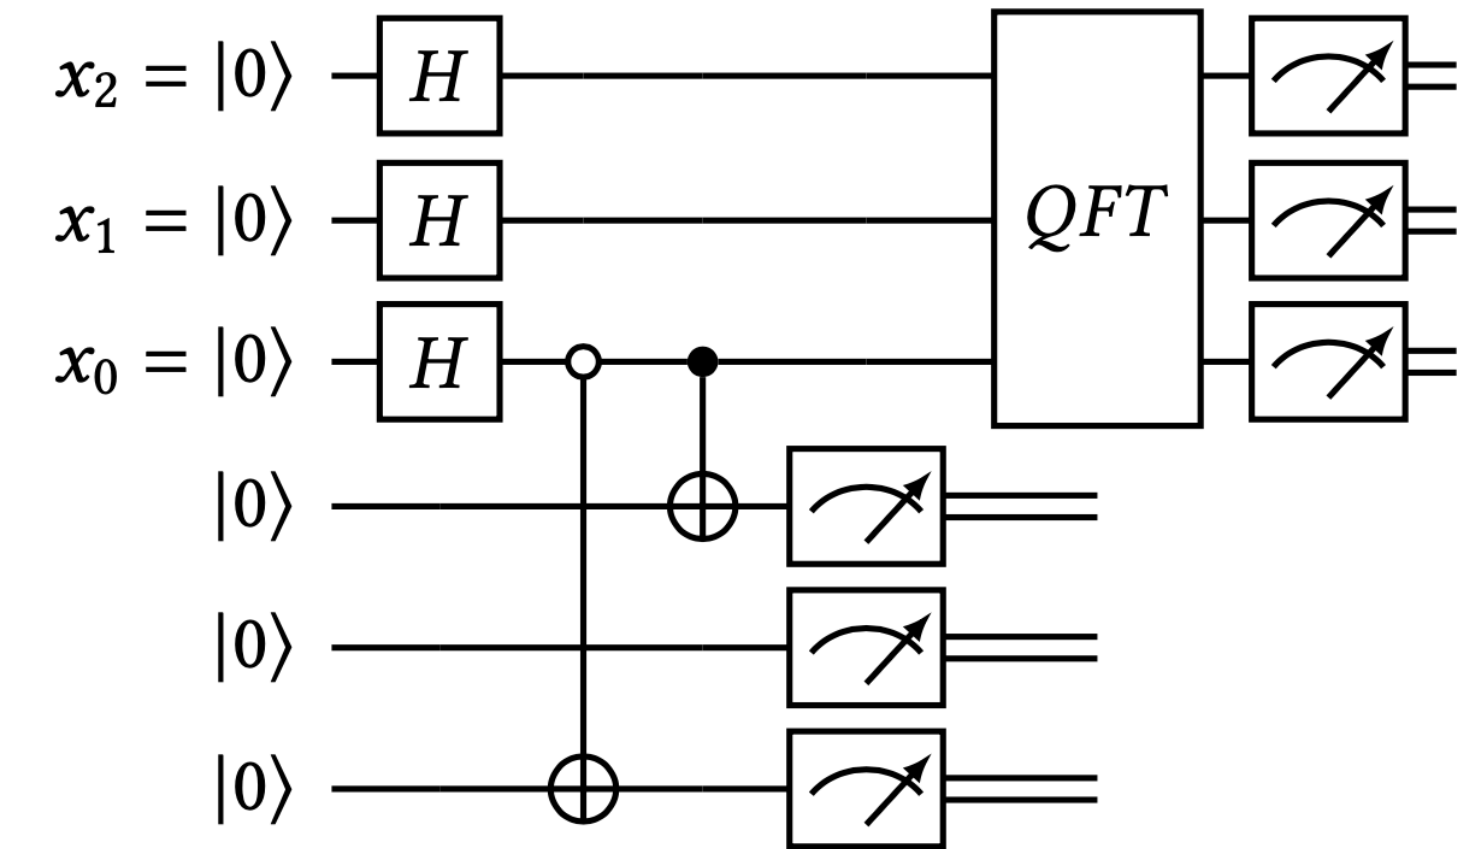 x₂ = |0⟩ H
x₁ = |0⟩ H QFT
x₀ = |0⟩ H
|0⟩
|0⟩
|0⟩